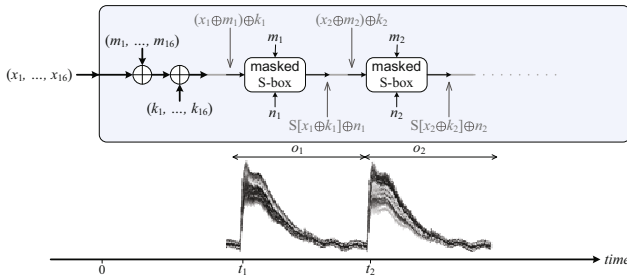 (x₁⊕m₁)⊕k₁ (x₂⊕m₂)⊕k₂
(m₁, ..., m₁₆) m₁ m₂
(x₁, ..., x₁₆) masked S-box masked S-box
(k₁, ..., k₁₆) n₁ n₂
S[x₁⊕k₁]⊕n₁ S[x₂⊕k₂]⊕n₂
o₁ o₂
0 t₁ t₂ time